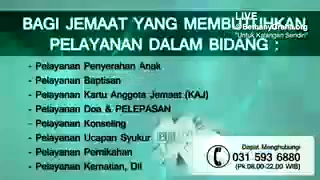 BAGI JEMAAT YANG MEMBUTUHKAN
PELAYANAN DALAM BIDANG :
LIVE
"Untuk Kalangan Sendiri"
- Pelayanan Penyerahan Anak
- Pelayanan Baptisan
- Pelayanan Kartu Anggota Jemaat (KAJ)
- Pelayanan Doa & PELEPASAN
- Pelayanan Konseling
- Pelayanan Ucapan Syukur
- Pelayanan Pernikahan
- Pelayanan Kematian, Dll
Dapat Menghubungi
031 593 6880
(Pk.08.00-22.00 WIB)